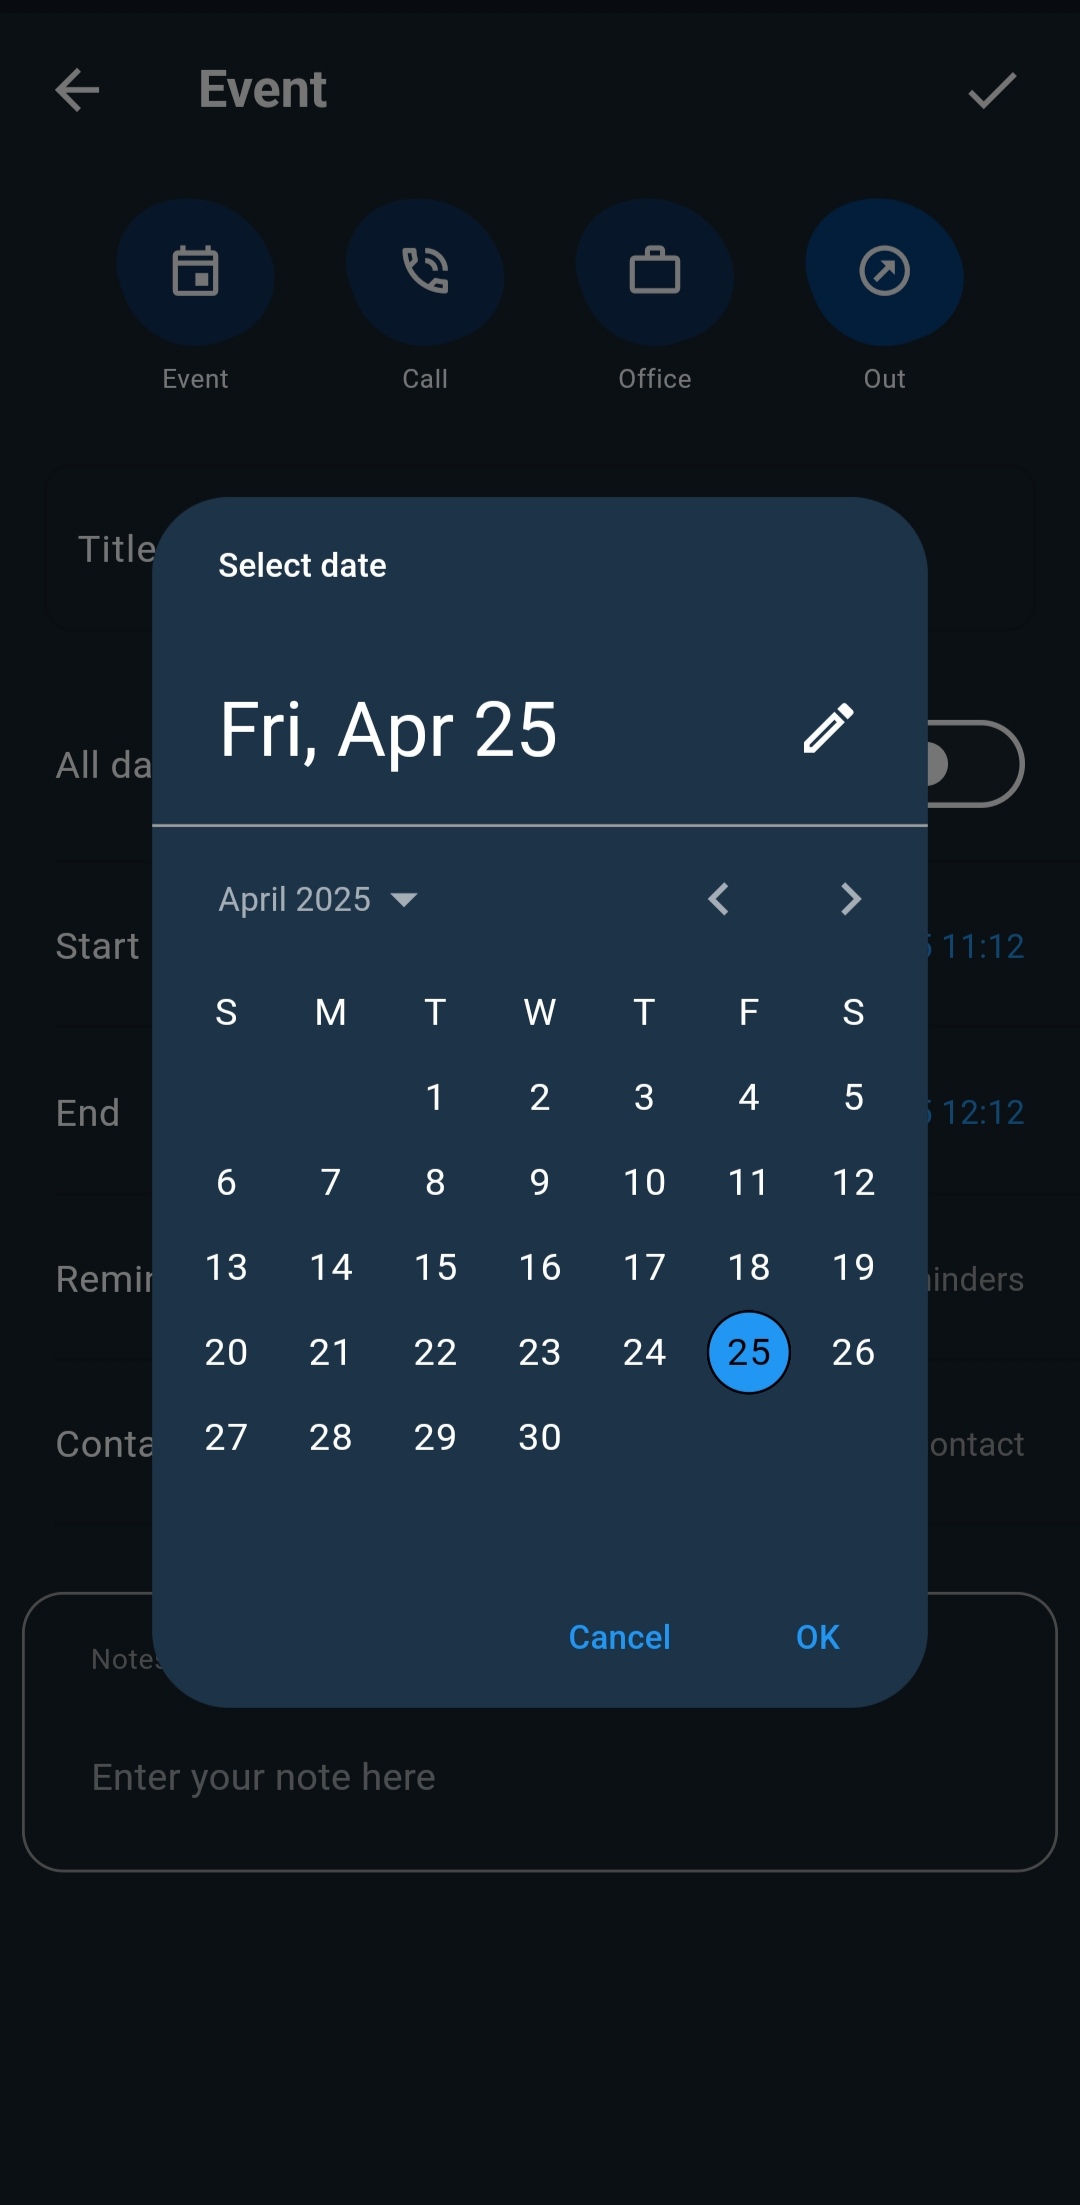 Event
Event Call Office Out
Title
Select date
Fri, Apr 25
All da
April 2025
Start 11:12
S M T W T F S
1 2 3 4 5
End 12:12
6 7 8 9 10 11 12
13 14 15 16 17 18 19
Remin inders
20 21 22 23 24 25 26
27 28 29 30
Conta ontact
Cancel OK
Notes
Enter your note here